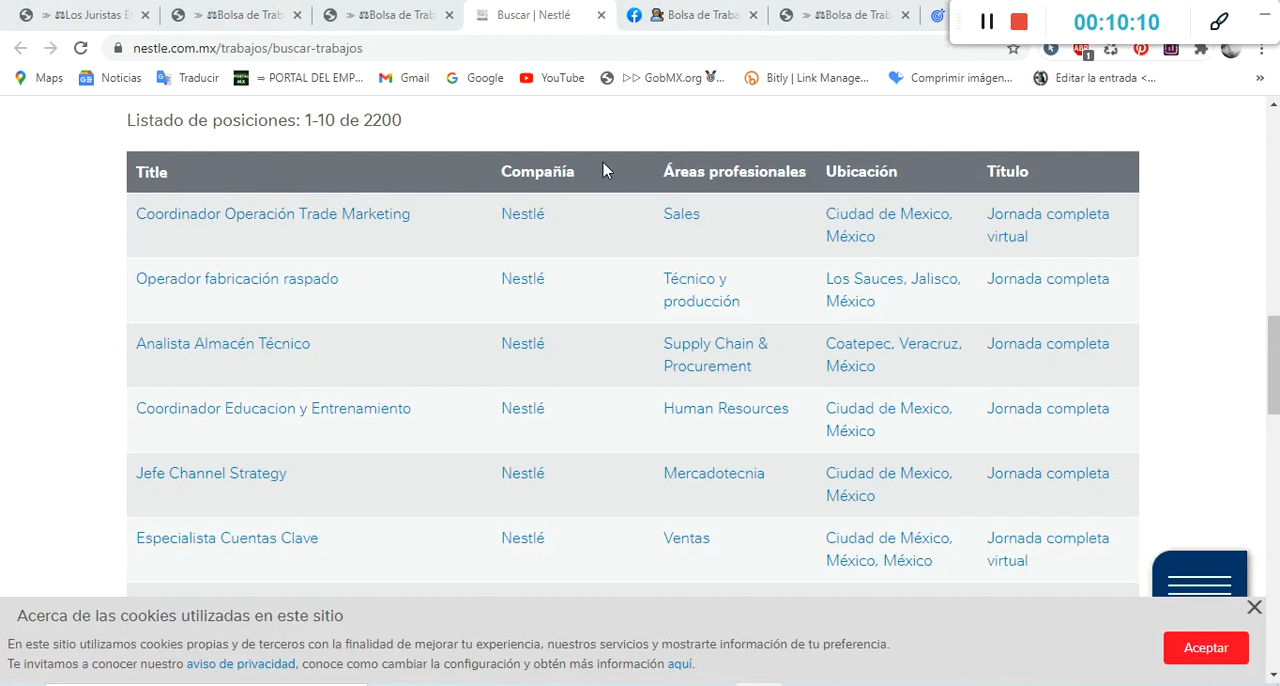 » ⚖Los Juristas E
» ⚖Bolsa de Trab
» ⚖Bolsa de Trab
Buscar | Nestlé
Bolsa de Traba
» ⚖Bolsa de Trab
00:10:10
nestle.com.mx/trabajos/buscar-trabajos
ABP
1
Maps
Noticias
Traducir
= PORTAL DEL EMP...
Gmail
Google
YouTube
▷▷ GobMX.org ...
Bitly | Link Manage...
Comprimir imágen...
Editar la entrada <...
»
Listado de posiciones: 1-10 de 2200
Title Compañía Áreas profesionales Ubicación Título
Coordinador Operación Trade Marketing Nestlé Sales Ciudad de Mexico, Jornada completa
México virtual
Operador fabricación raspado Nestlé Técnico y Los Sauces, Jalisco, Jornada completa
producción México
Analista Almacén Técnico Nestlé Supply Chain & Coatepec, Veracruz, Jornada completa
Procurement México
Coordinador Educacion y Entrenamiento Nestlé Human Resources Ciudad de Mexico, Jornada completa
México
Jefe Channel Strategy Nestlé Mercadotecnia Ciudad de Mexico, Jornada completa
México
Especialista Cuentas Clave Nestlé Ventas Ciudad de México, Jornada completa
México, México virtual
Acerca de las cookies utilizadas en este sitio
En este sitio utilizamos cookies propias y de terceros con la finalidad de mejorar tu experiencia, nuestros servicios y mostrarte información de tu preferencia.
Te invitamos a conocer nuestro aviso de privacidad, conoce como cambiar la configuración y obtén más información aquí.
Aceptar